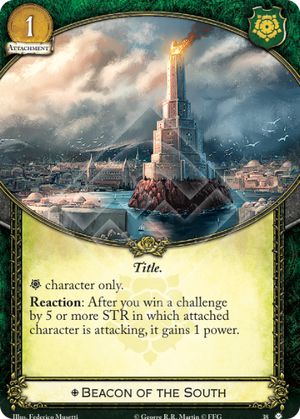 1
ATTACHMENT
Title.
character only.
Reaction: After you win a challenge
by 5 or more STR in which attached
character is attacking, it gains 1 power.
BEACON OF THE SOUTH
Illus. Federico Musetti © George R.R. Martin © FFG